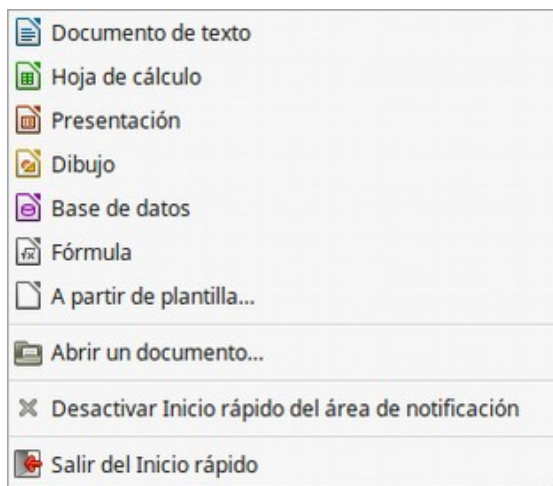 Documento de texto
Hoja de cálculo
Presentación
Dibujo
Base de datos
Fórmula
A partir de plantilla...
Abrir un documento...
Desactivar Inicio rápido del área de notificación
Salir del Inicio rápido